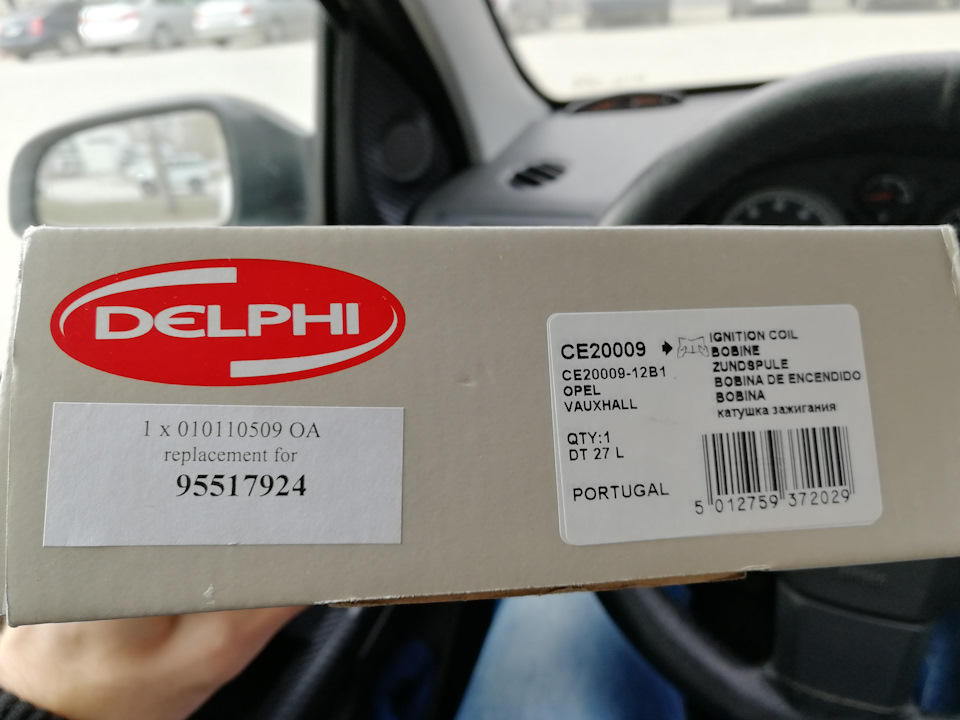 DELPHI
1 x 010110509 OA
replacement for
95517924
CE20009
CE20009-12B1
OPEL
VAUXHALL
QTY:1
DT 27 L
PORTUGAL
IGNITION COIL
BOBINE
ZUNDSPULE
BOBINA DE ENCENDIDO
BOBINA
катушка зажигания
5 012759 372029